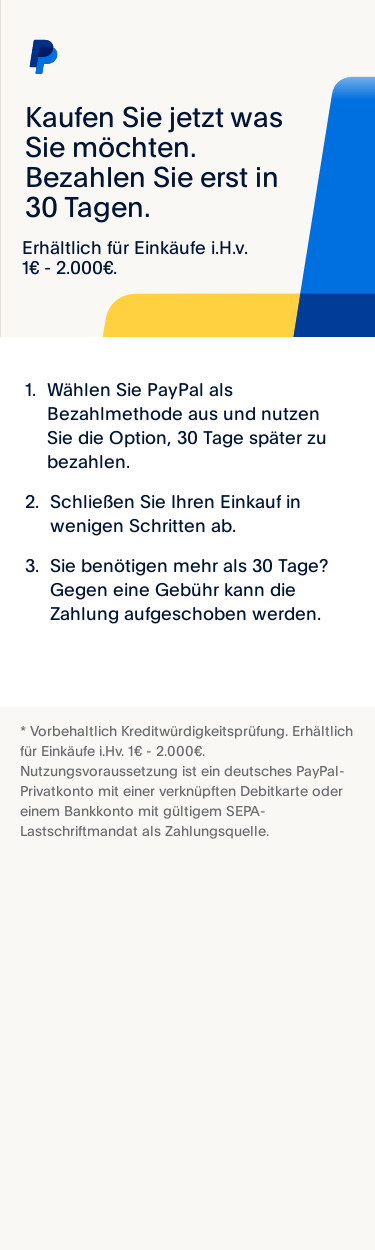 Kaufen Sie jetzt was
Sie möchten.
Bezahlen Sie erst in
30 Tagen.
Erhältlich für Einkäufe i.H.v.
1€ - 2.000€.
1. Wählen Sie PayPal als
Bezahlmethode aus und nutzen
Sie die Option, 30 Tage später zu
bezahlen.
2. Schließen Sie Ihren Einkauf in
wenigen Schritten ab.
3. Sie benötigen mehr als 30 Tage?
Gegen eine Gebühr kann die
Zahlung aufgeschoben werden.
* Vorbehaltlich Kreditwürdigkeitsprüfung. Erhältlich
für Einkäufe i.Hv. 1€ - 2.000€.
Nutzungsvoraussetzung ist ein deutsches PayPal-
Privatkonto mit einer verknüpften Debitkarte oder
einem Bankkonto mit gültigem SEPA-
Lastschriftmandat als Zahlungsquelle.